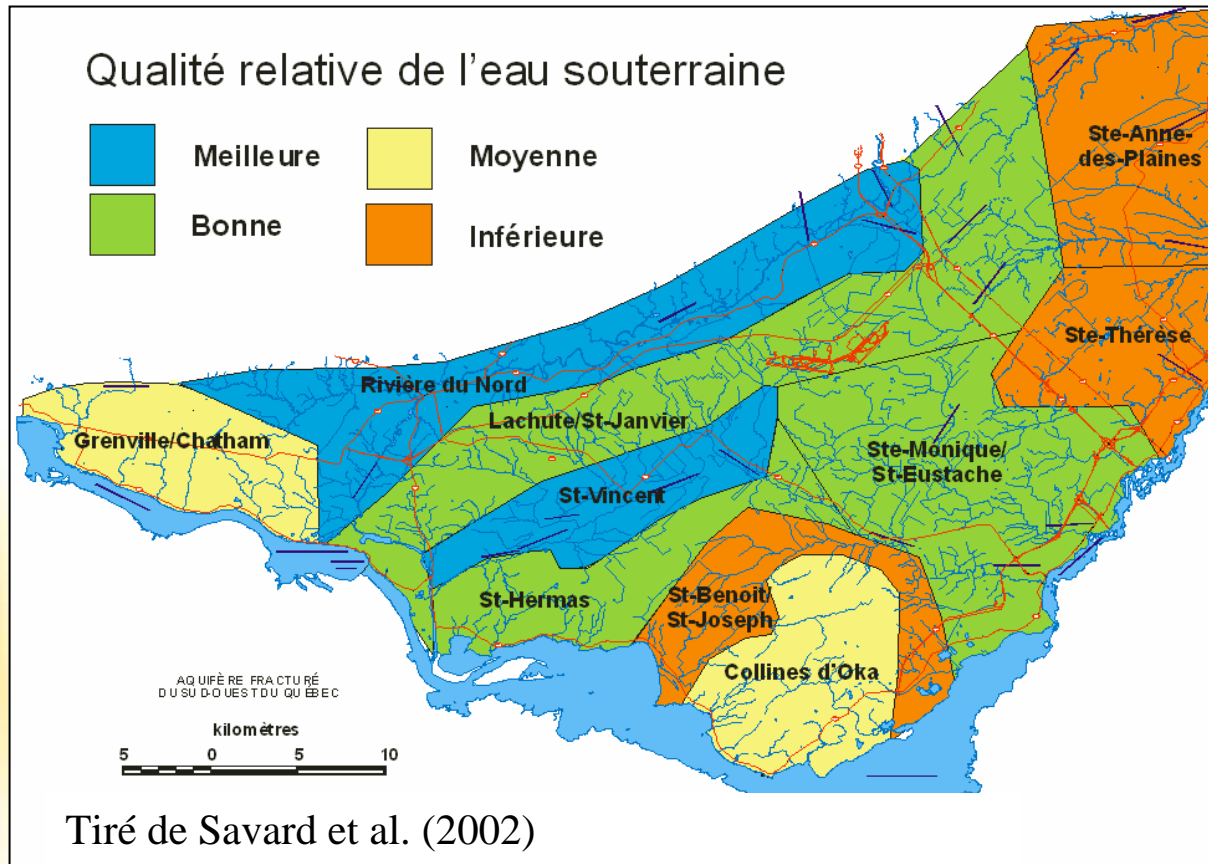 Qualité relative de l'eau souterraine
Meilleure
Moyenne
Bonne
Inférieure
Ste-Anne-
des-Plaines
Ste-Thérèse
Rivière du Nord
Lachute/St-Janvier
Grenville/Chatham
Ste-Monique/
St-Eustache
St-Vincent
St-Hermas
St-Benoit/
St-Joseph
Collines d'Oka
AQUIFÈRE FRACTURÉ
DU SUD-OUEST DU QUÉBEC
kilomètres
5 0 5 10
Tiré de Savard et al. (2002)